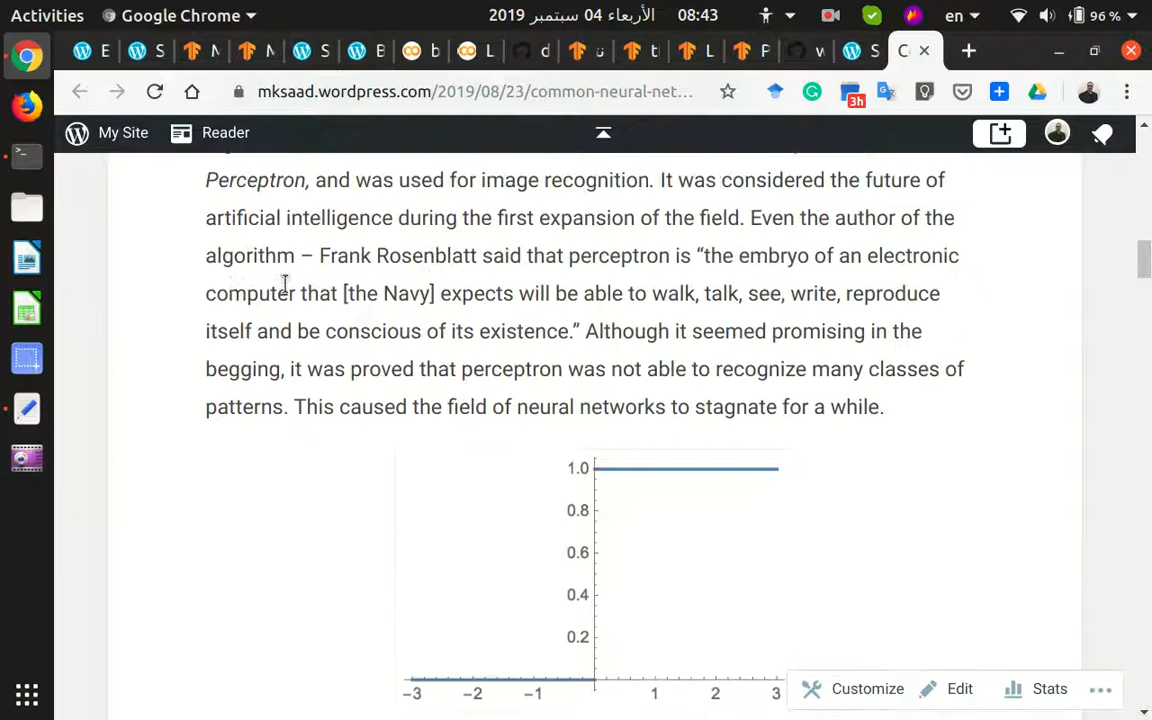 Activities Google Chrome 2019 الأربعاء 04 سبتمبر 08:43 en 96 %
E S M M S B b L d ن t L P w S C
mksaad.wordpress.com/2019/08/23/common-neural-net... 3h
My Site Reader
Perceptron, and was used for image recognition. It was considered the future of
artificial intelligence during the first expansion of the field. Even the author of the
algorithm – Frank Rosenblatt said that perceptron is “the embryo of an electronic
computer that [the Navy] expects will be able to walk, talk, see, write, reproduce
itself and be conscious of its existence.” Although it seemed promising in the
begging, it was proved that perceptron was not able to recognize many classes of
patterns. This caused the field of neural networks to stagnate for a while.
1.0
0.8
0.6
0.4
0.2
−3 −2 −1 1 2 3
Customize Edit Stats